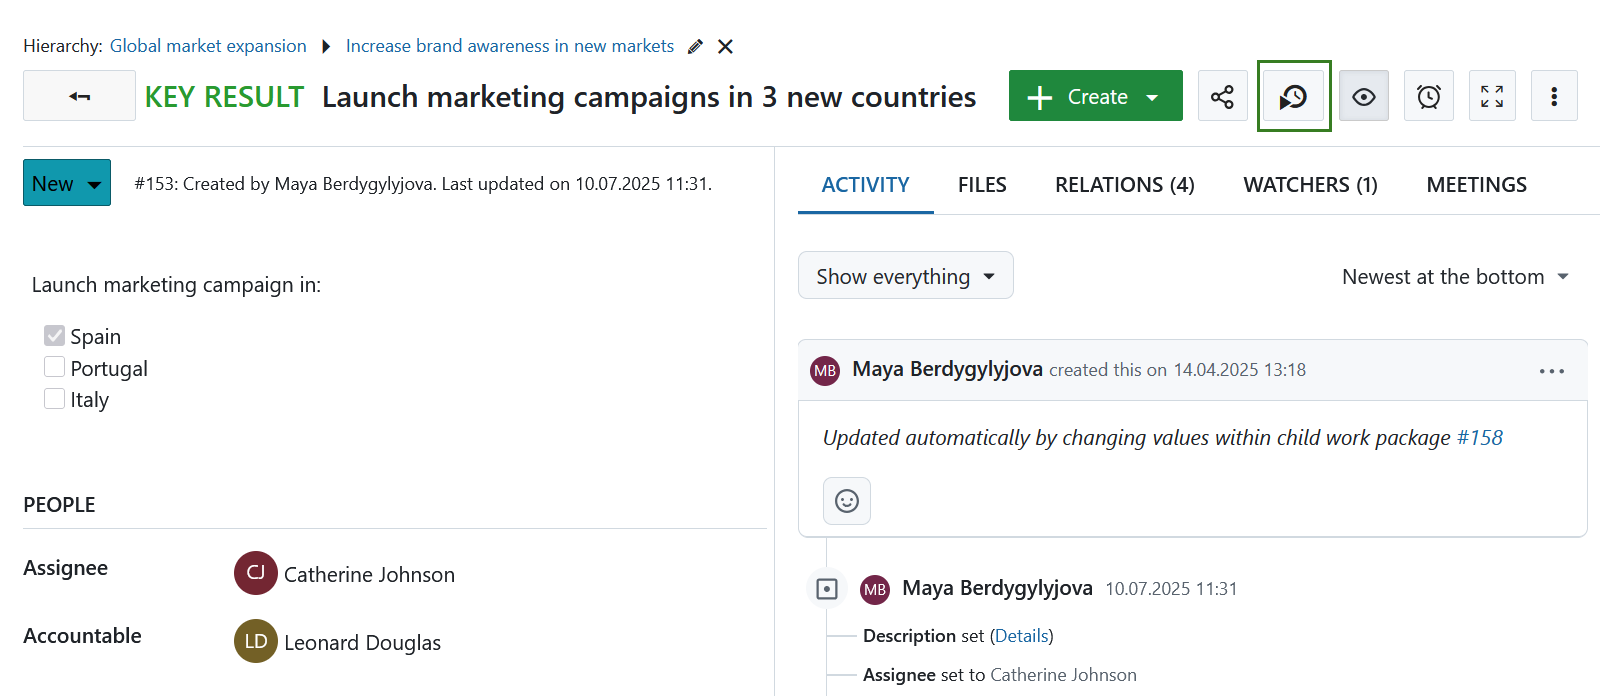 Hierarchy: Global market expansion Increase brand awareness in new markets
KEY RESULT Launch marketing campaigns in 3 new countries
Create
New
#153: Created by Maya Berdygylyjova. Last updated on 10.07.2025 11:31.
Launch marketing campaign in:
Spain
Portugal
Italy
PEOPLE
Assignee
CJ Catherine Johnson
Accountable
LD Leonard Douglas
ACTIVITY FILES RELATIONS (4) WATCHERS (1) MEETINGS
Show everything
Newest at the bottom
MB Maya Berdygylyjova created this on 14.04.2025 13:18
Updated automatically by changing values within child work package #158
MB Maya Berdygylyjova 10.07.2025 11:31
Description set (Details)
Assignee set to Catherine Johnson